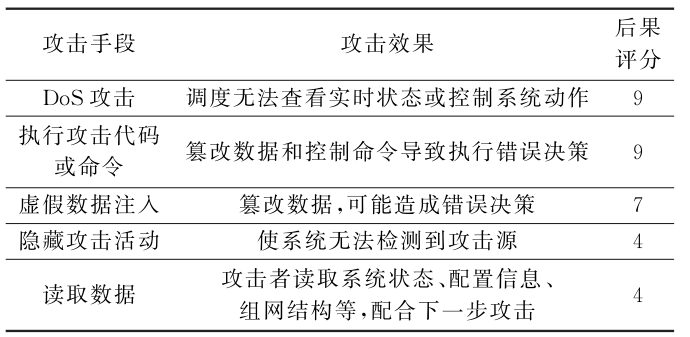 攻击手段 攻击效果 后果评分
DoS攻击 调度无法查看实时状态或控制系统动作 9
执行攻击代码
或命令 篡改数据和控制命令导致执行错误决策 9
虚假数据注入 篡改数据,可能造成错误决策 7
隐藏攻击活动 使系统无法检测到攻击源 4
读取数据 攻击者读取系统状态、配置信息、
组网结构等,配合下一步攻击 4